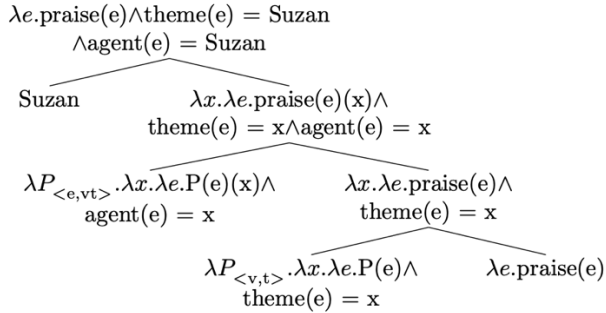 λe.praise(e)∧theme(e) = Suzan
∧agent(e) = Suzan
Suzan
λx.λe.praise(e)(x)∧
theme(e) = x∧agent(e) = x
λP<e,vt>.λx.λe.P(e)(x)∧
agent(e) = x
λx.λe.praise(e)∧
theme(e) = x
λP<v,t>.λx.λe.P(e)∧
theme(e) = x
λe.praise(e)